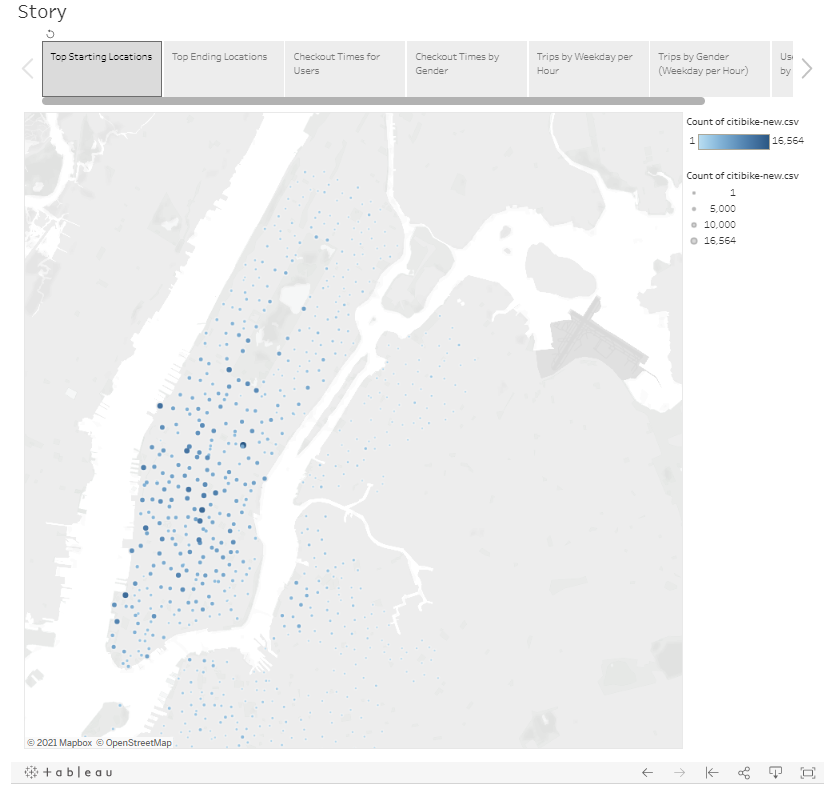 Story
Top Starting Locations
Top Ending Locations
Checkout Times for
Users
Checkout Times by
Gender
Trips by Weekday per
Hour
Trips by Gender
(Weekday per Hour)
by
Count of citibike-new.csv
1 16,564
Count of citibike-new.csv
1
5,000
10,000
16,564
© 2021 Mapbox © OpenStreetMap
+ableau